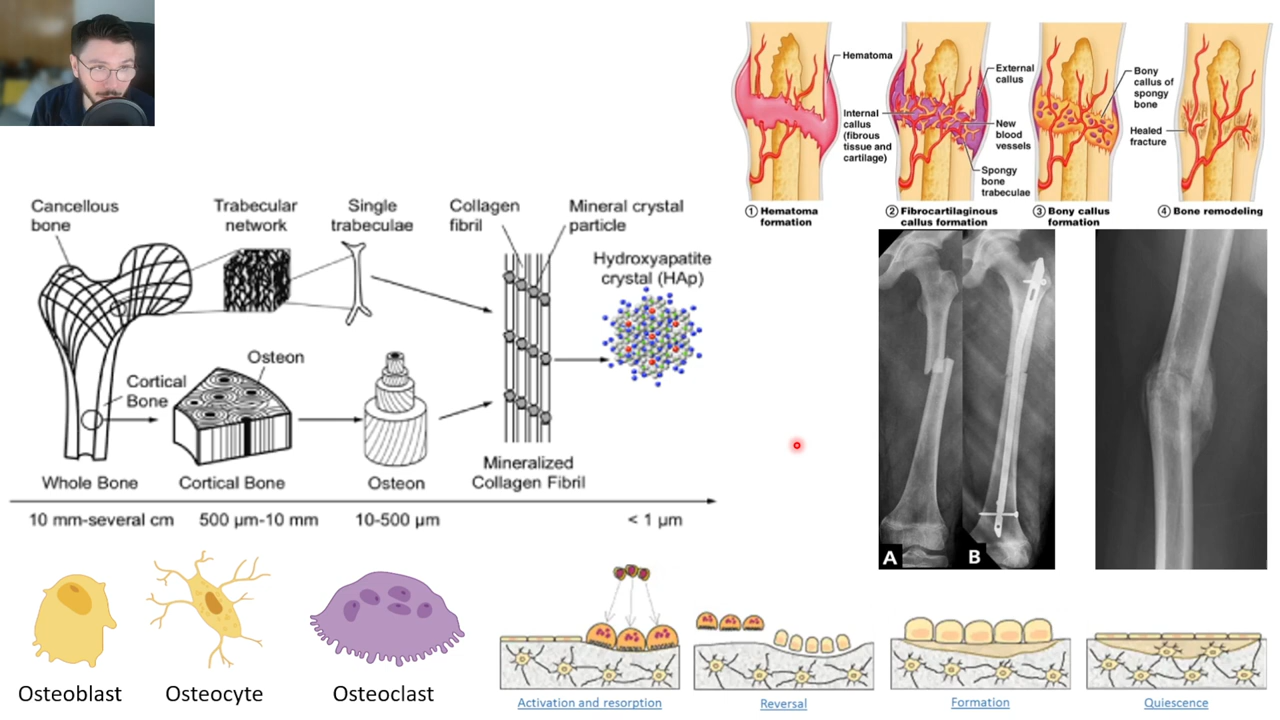 Hematoma
Internal
callus
(fibrous
tissue and
cartilage)
External
callus
New
blood
vessels
Spongy
bone
trabeculae
Bony
callus of
spongy
bone
Healed
fracture
① Hematoma
formation
② Fibrocartilaginous
callus formation
③ Bony callus
formation
④ Bone remodeling
Cancellous
bone
Trabecular
network
Single
trabeculae
Collagen
fibril
Mineral crystal
particle
Hydroxyapatite
crystal (HAp)
Osteon
Cortical
Bone
Whole Bone
Cortical Bone
Osteon
Mineralized
Collagen Fibril
10 mm-several cm
500 µm-10 mm
10-500 µm
< 1 µm
A
B
Osteoblast
Osteocyte
Osteoclast
Activation and resorption
Reversal
Formation
Quiescence